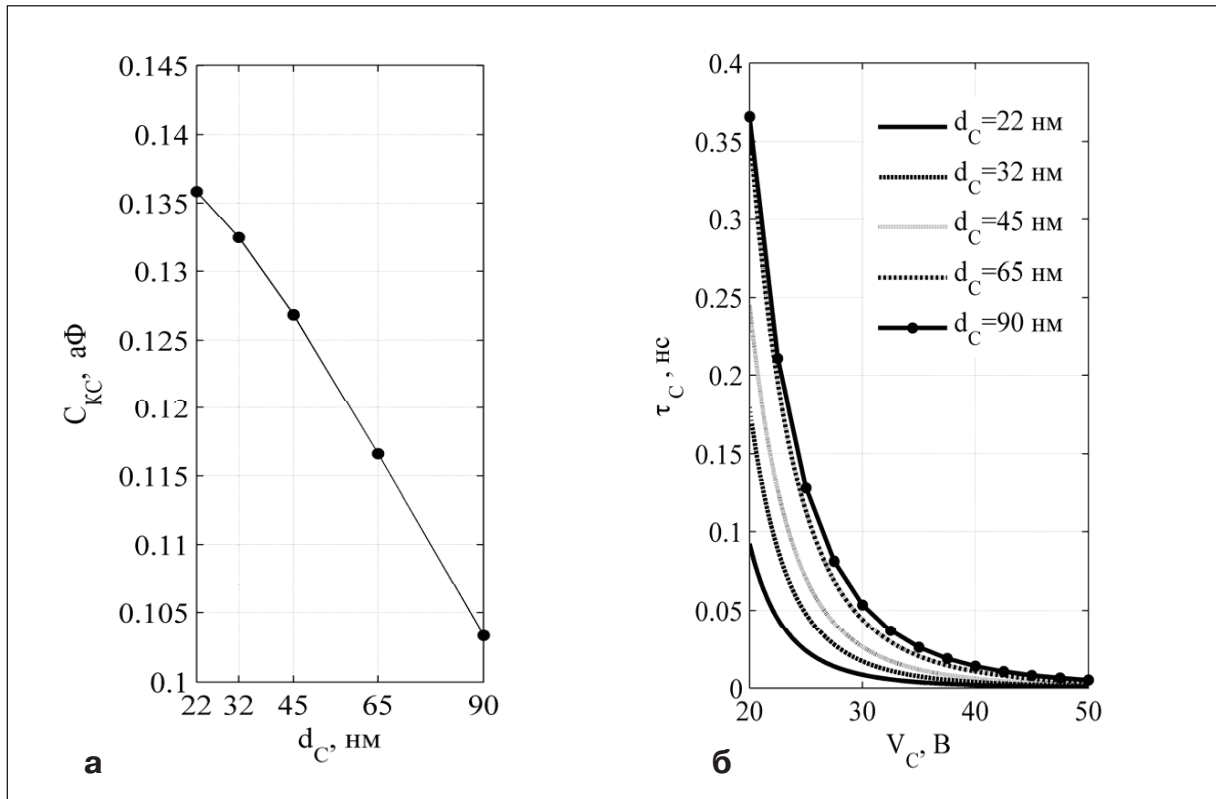 0.145
0.14
0.135
0.13
0.125
0.12
0.115
0.11
0.105
0.1
22 32 45 65 90
C_КС, аФ
d_C, нм
а
0.4
0.35
0.3
0.25
0.2
0.15
0.1
0.05
0
20 30 40 50
τ_C, нс
V_C, В
d_C=22 нм
d_C=32 нм
d_C=45 нм
d_C=65 нм
d_C=90 нм
б